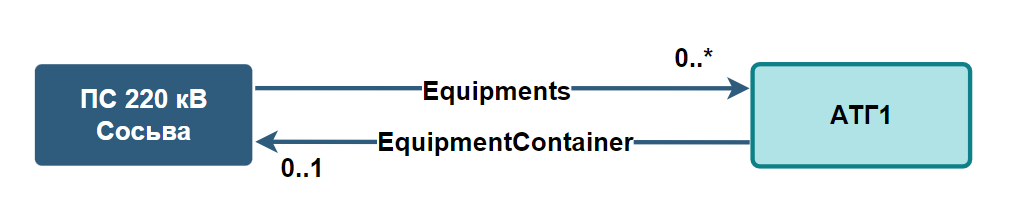 0..*
ПС 220 кВ
Сосьва
Equipments
АТГ1
EquipmentContainer
0..1